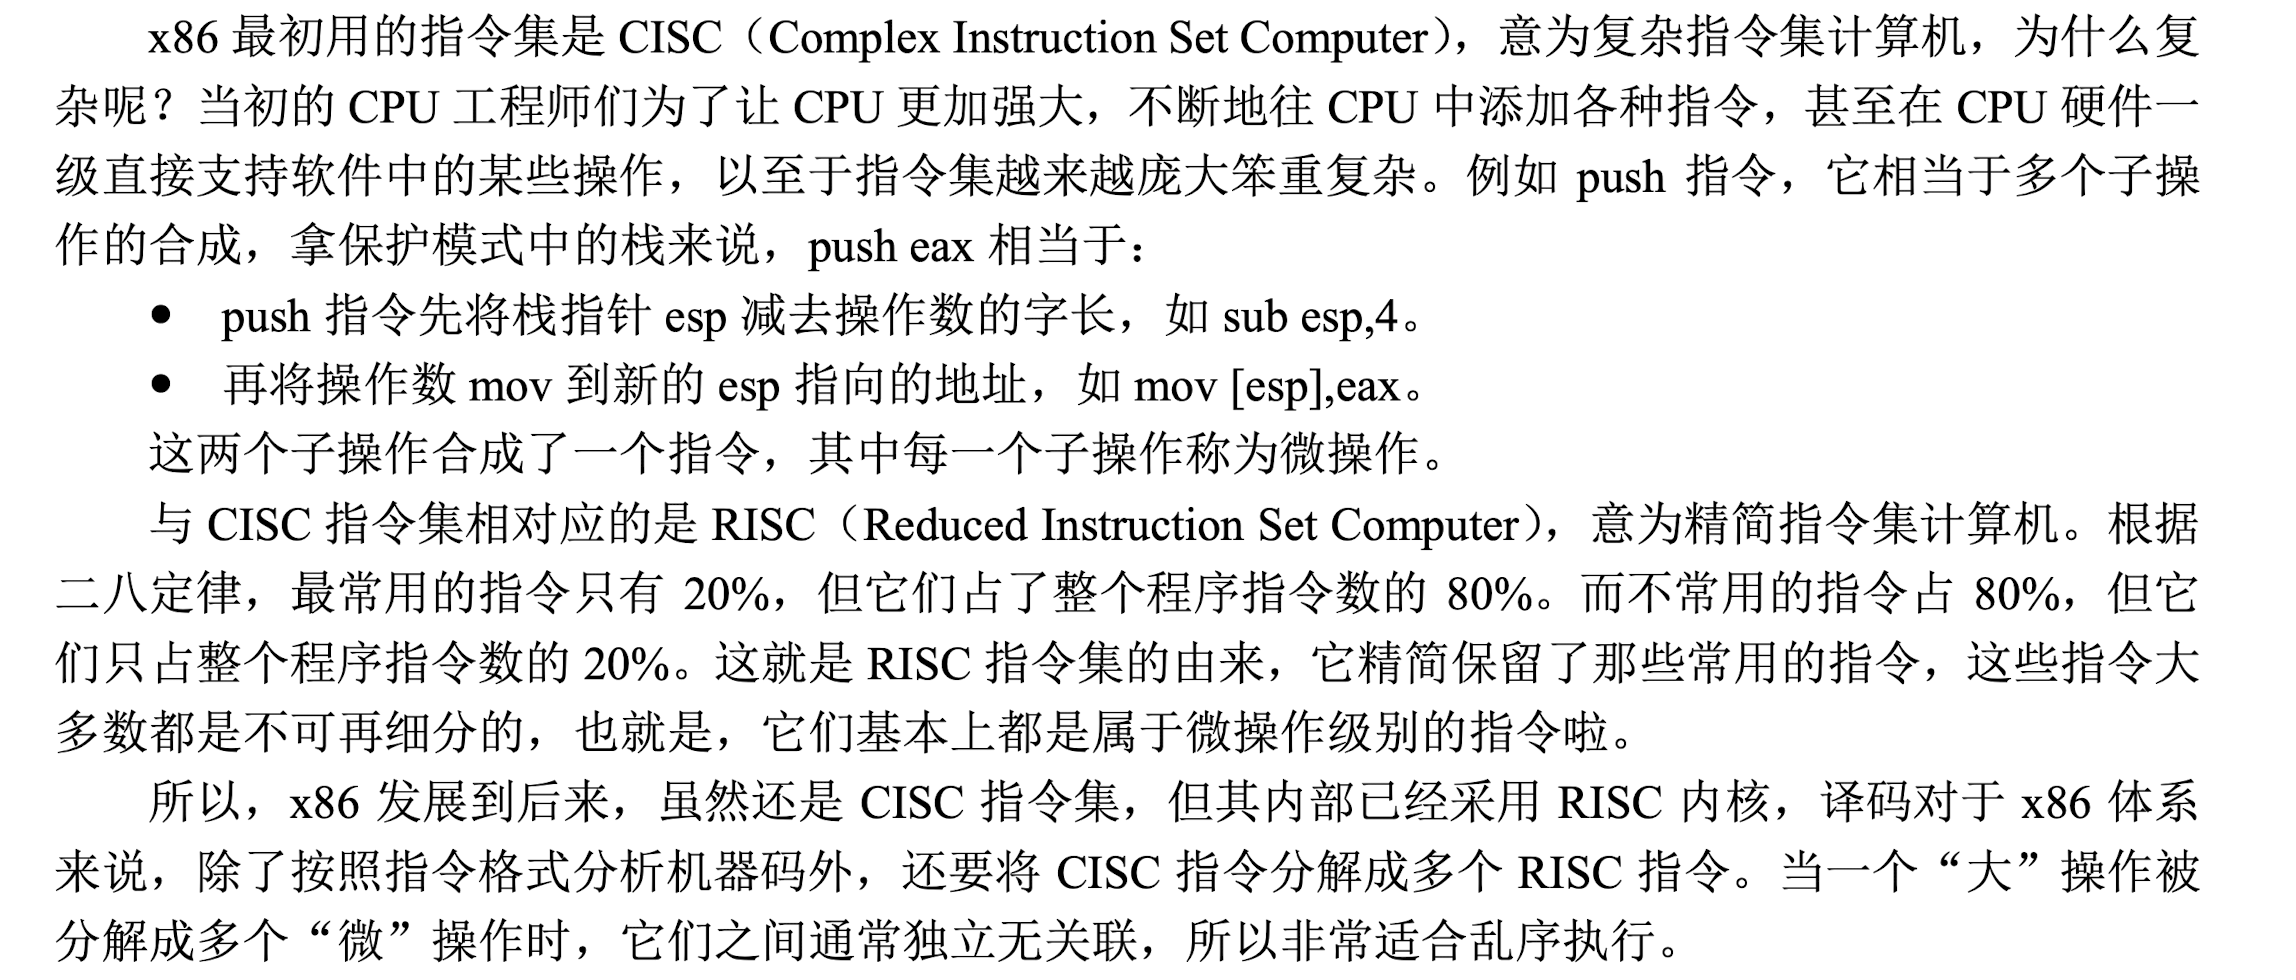 x86 最初用的指令集是 CISC（Complex Instruction Set Computer），意为复杂指令集计算机，为什么复
杂呢？当初的 CPU 工程师们为了让 CPU 更加强大，不断地往 CPU 中添加各种指令，甚至在 CPU 硬件一
级直接支持软件中的某些操作，以至于指令集越来越庞大笨重复杂。例如 push 指令，它相当于多个子操
作的合成，拿保护模式中的栈来说，push eax 相当于：
● push 指令先将栈指针 esp 减去操作数的字长，如 sub esp,4。
● 再将操作数 mov 到新的 esp 指向的地址，如 mov [esp],eax。
这两个子操作合成了一个指令，其中每一个子操作称为微操作。
与 CISC 指令集相对应的是 RISC（Reduced Instruction Set Computer），意为精简指令集计算机。根据
二八定律，最常用的指令只有 20%，但它们占了整个程序指令数的 80%。而不常用的指令占 80%，但它
们只占整个程序指令数的 20%。这就是 RISC 指令集的由来，它精简保留了那些常用的指令，这些指令大
多数都是不可再细分的，也就是，它们基本上都是属于微操作级别的指令啦。
所以，x86 发展到后来，虽然还是 CISC 指令集，但其内部已经采用 RISC 内核，译码对于 x86 体系
来说，除了按照指令格式分析机器码外，还要将 CISC 指令分解成多个 RISC 指令。当一个“大”操作被
分解成多个“微”操作时，它们之间通常独立无关联，所以非常适合乱序执行。